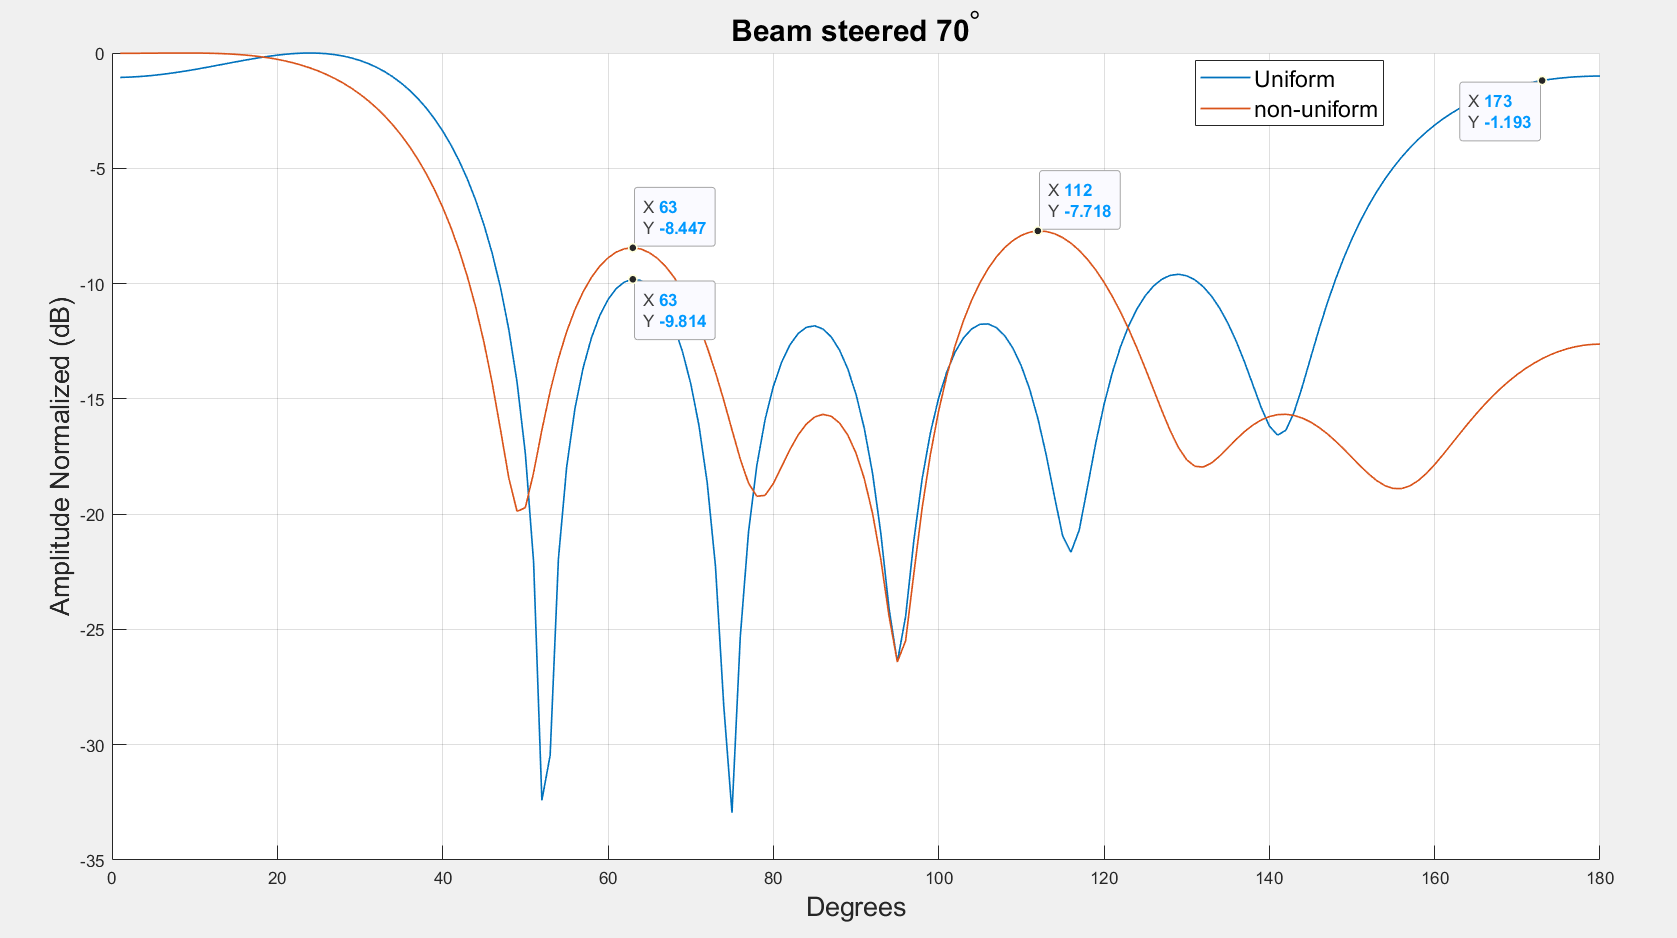 Beam steered 70°
Amplitude Normalized (dB)
0
-5
-10
-15
-20
-25
-30
-35
Uniform
non-uniform
X 173
Y -1.193
X 63
Y -8.447
X 112
Y -7.718
X 63
Y -9.814
0 20 40 60 80 100 120 140 160 180
Degrees